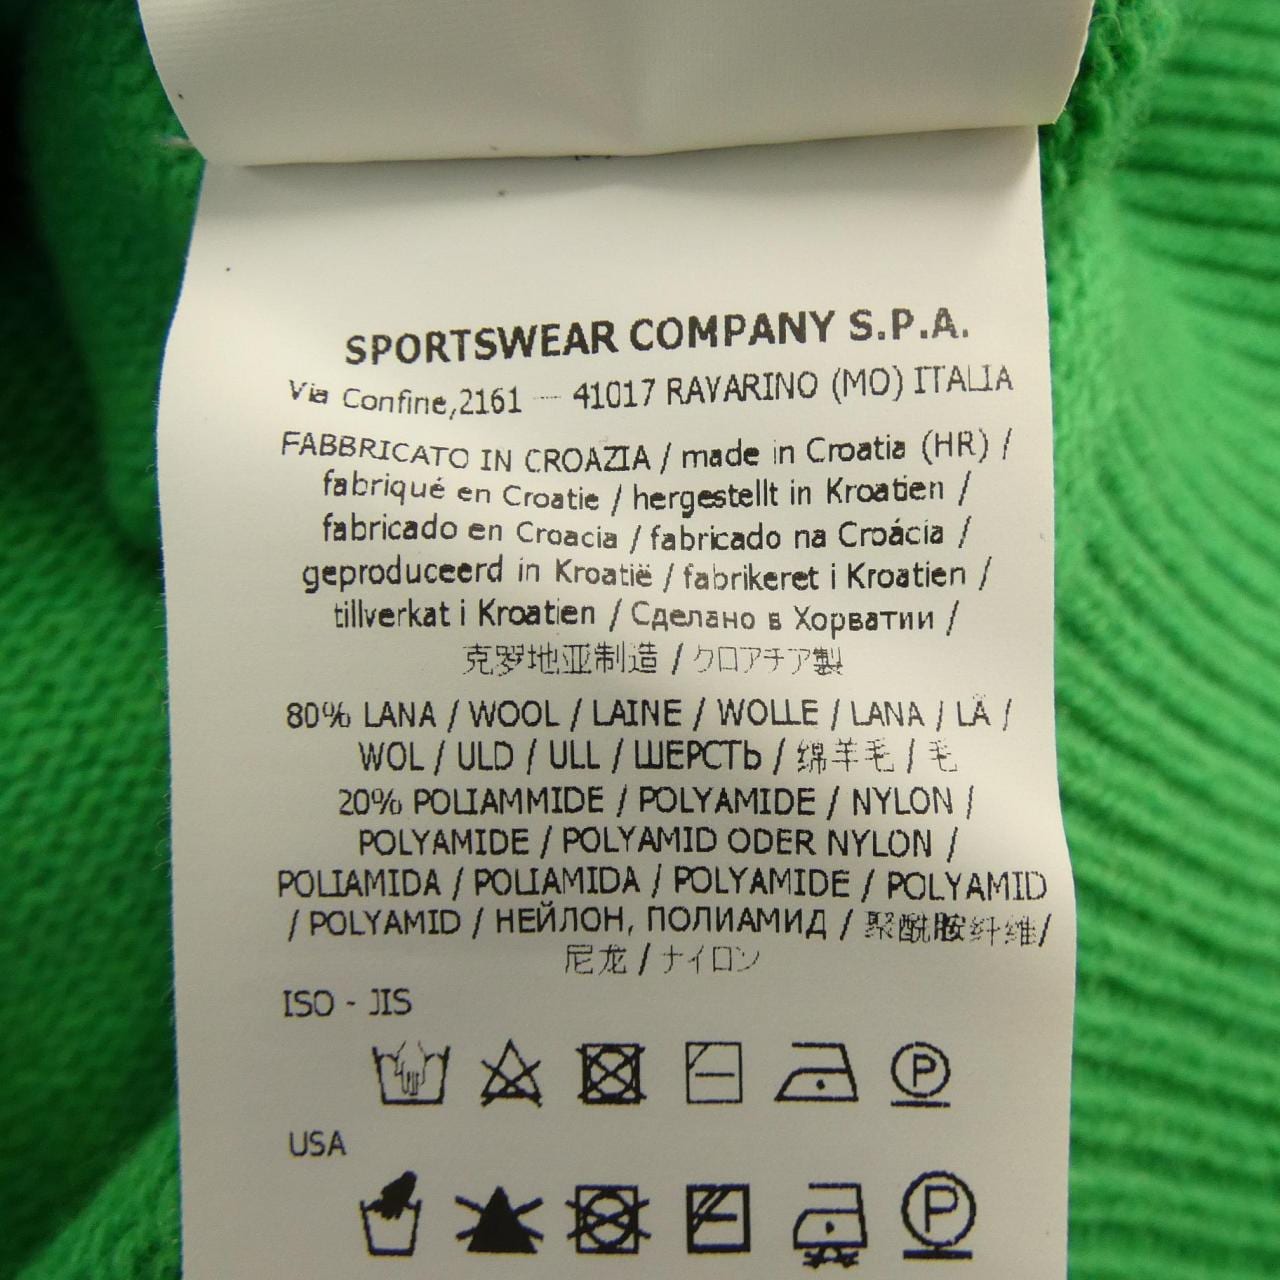 SPORTSWEAR COMPANY S.P.A.
Via Confine,2161 — 41017 RAVARINO (MO) ITALIA
FABBRICATO IN CROAZIA / made in Croatia (HR) /
fabriqué en Croatie / hergestellt in Kroatien /
fabricado en Croacia / fabricado na Croácia /
geproduceerd in Kroatië / fabrikeret i Kroatien /
tillverkat i Kroatien / Сделано в Хорватии /
克罗地亚制造 / クロアチア製
80% LANA / WOOL / LAINE / WOLLE / LANA / LÃ /
WOL / ULD / ULL / ШЕРСТЬ / 绵羊毛 / 毛
20% POLIAMMIDE / POLYAMIDE / NYLON /
POLYAMIDE / POLYAMID ODER NYLON /
POLIAMIDA / POLIAMIDA / POLYAMIDE / POLYAMID
/ POLYAMID / НЕЙЛОН, ПОЛИАМИД / 聚酰胺纤维/
尼龙 / ナイロン
ISO - JIS
P
USA
P